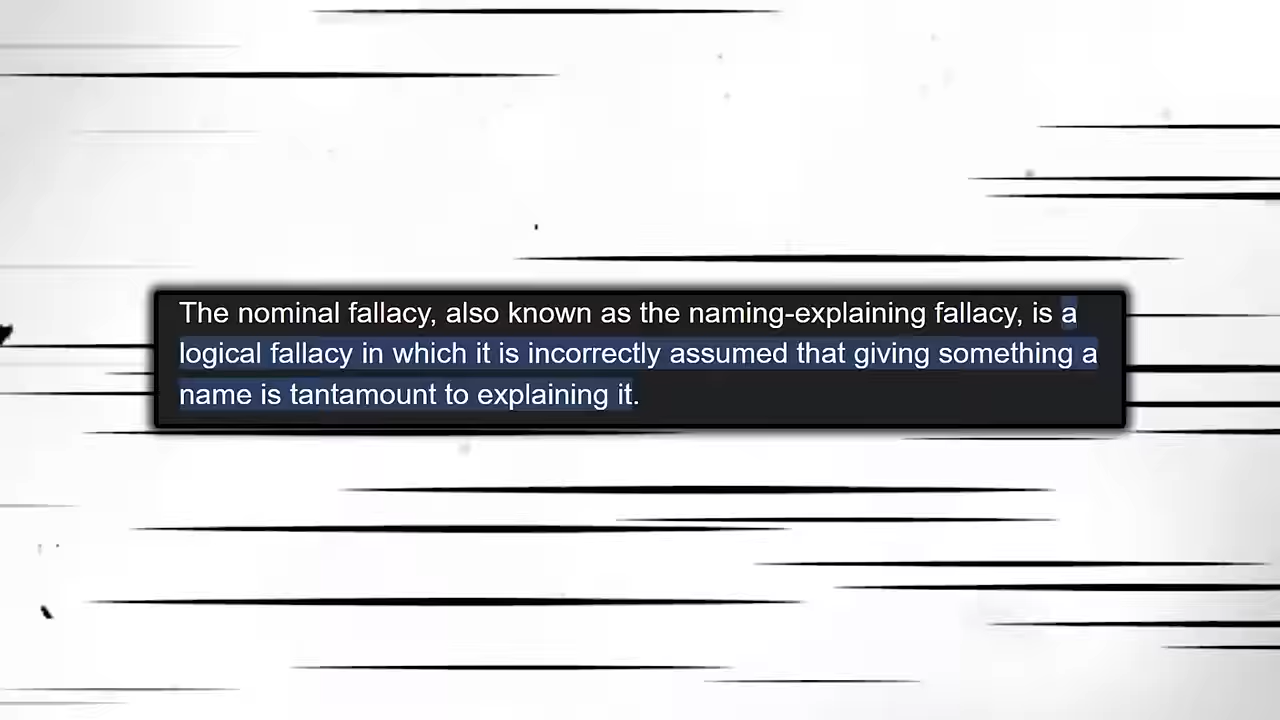 The nominal fallacy, also known as the naming-explaining fallacy, is a
logical fallacy in which it is incorrectly assumed that giving something a
name is tantamount to explaining it.